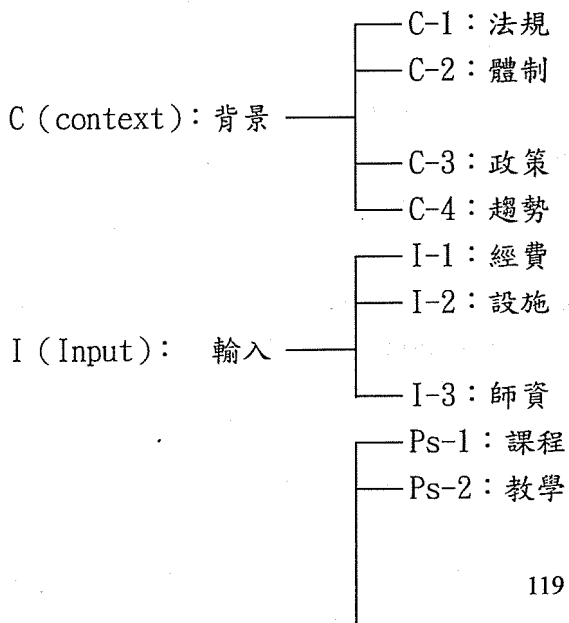 C-1：法規
C-2：體制
C（context）：背景
C-3：政策
C-4：趨勢
I-1：經費
I-2：設施
I（Input）： 輸入
I-3：師資
Ps-1：課程
Ps-2：教學
119